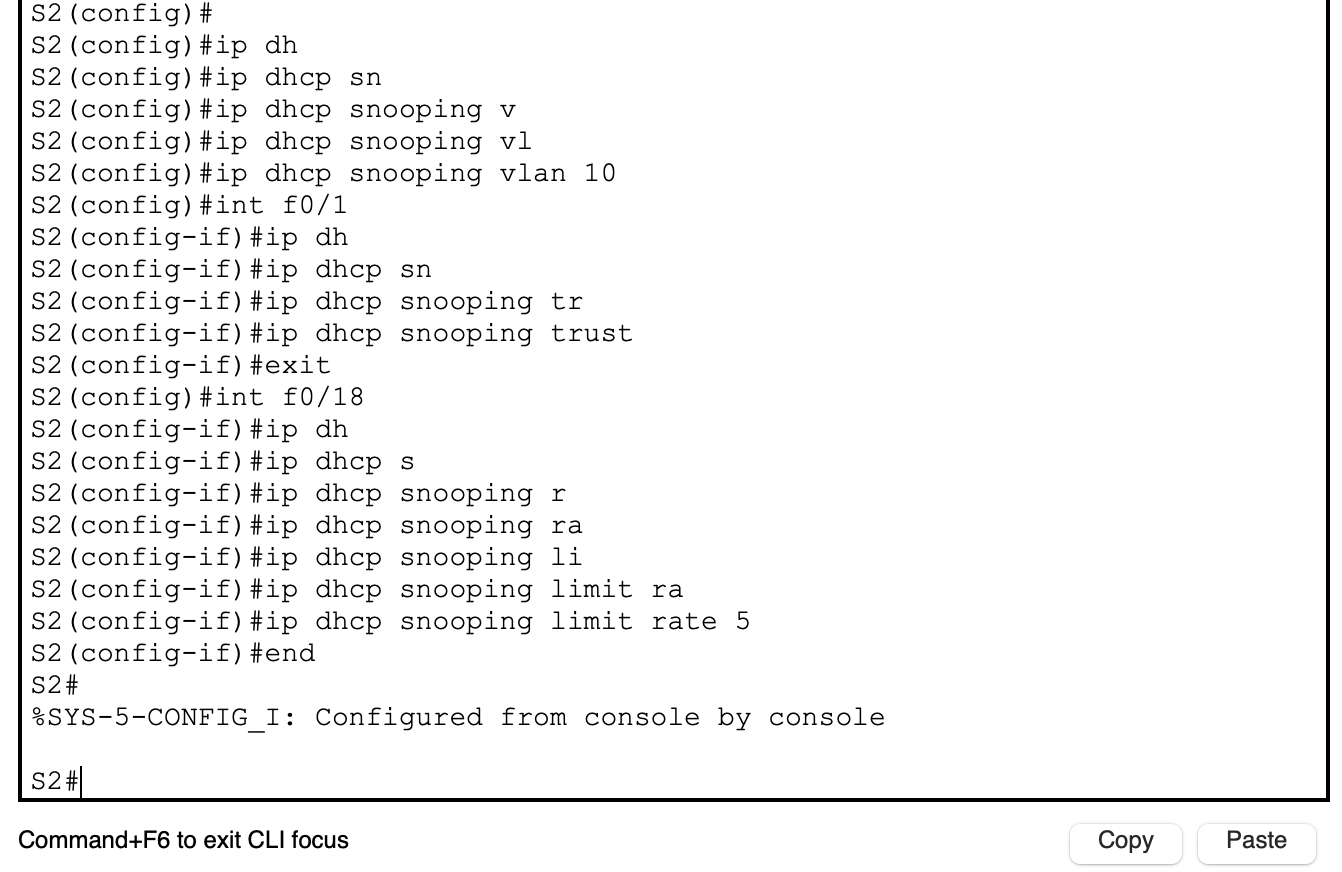 S2(config)#
S2(config)#ip dh
S2(config)#ip dhcp sn
S2(config)#ip dhcp snooping v
S2(config)#ip dhcp snooping vl
S2(config)#ip dhcp snooping vlan 10
S2(config)#int f0/1
S2(config-if)#ip dh
S2(config-if)#ip dhcp sn
S2(config-if)#ip dhcp snooping tr
S2(config-if)#ip dhcp snooping trust
S2(config-if)#exit
S2(config)#int f0/18
S2(config-if)#ip dh
S2(config-if)#ip dhcp s
S2(config-if)#ip dhcp snooping r
S2(config-if)#ip dhcp snooping ra
S2(config-if)#ip dhcp snooping li
S2(config-if)#ip dhcp snooping limit ra
S2(config-if)#ip dhcp snooping limit rate 5
S2(config-if)#end
S2#
%SYS-5-CONFIG_I: Configured from console by console
S2#
Command+F6 to exit CLI focus
Copy
Paste